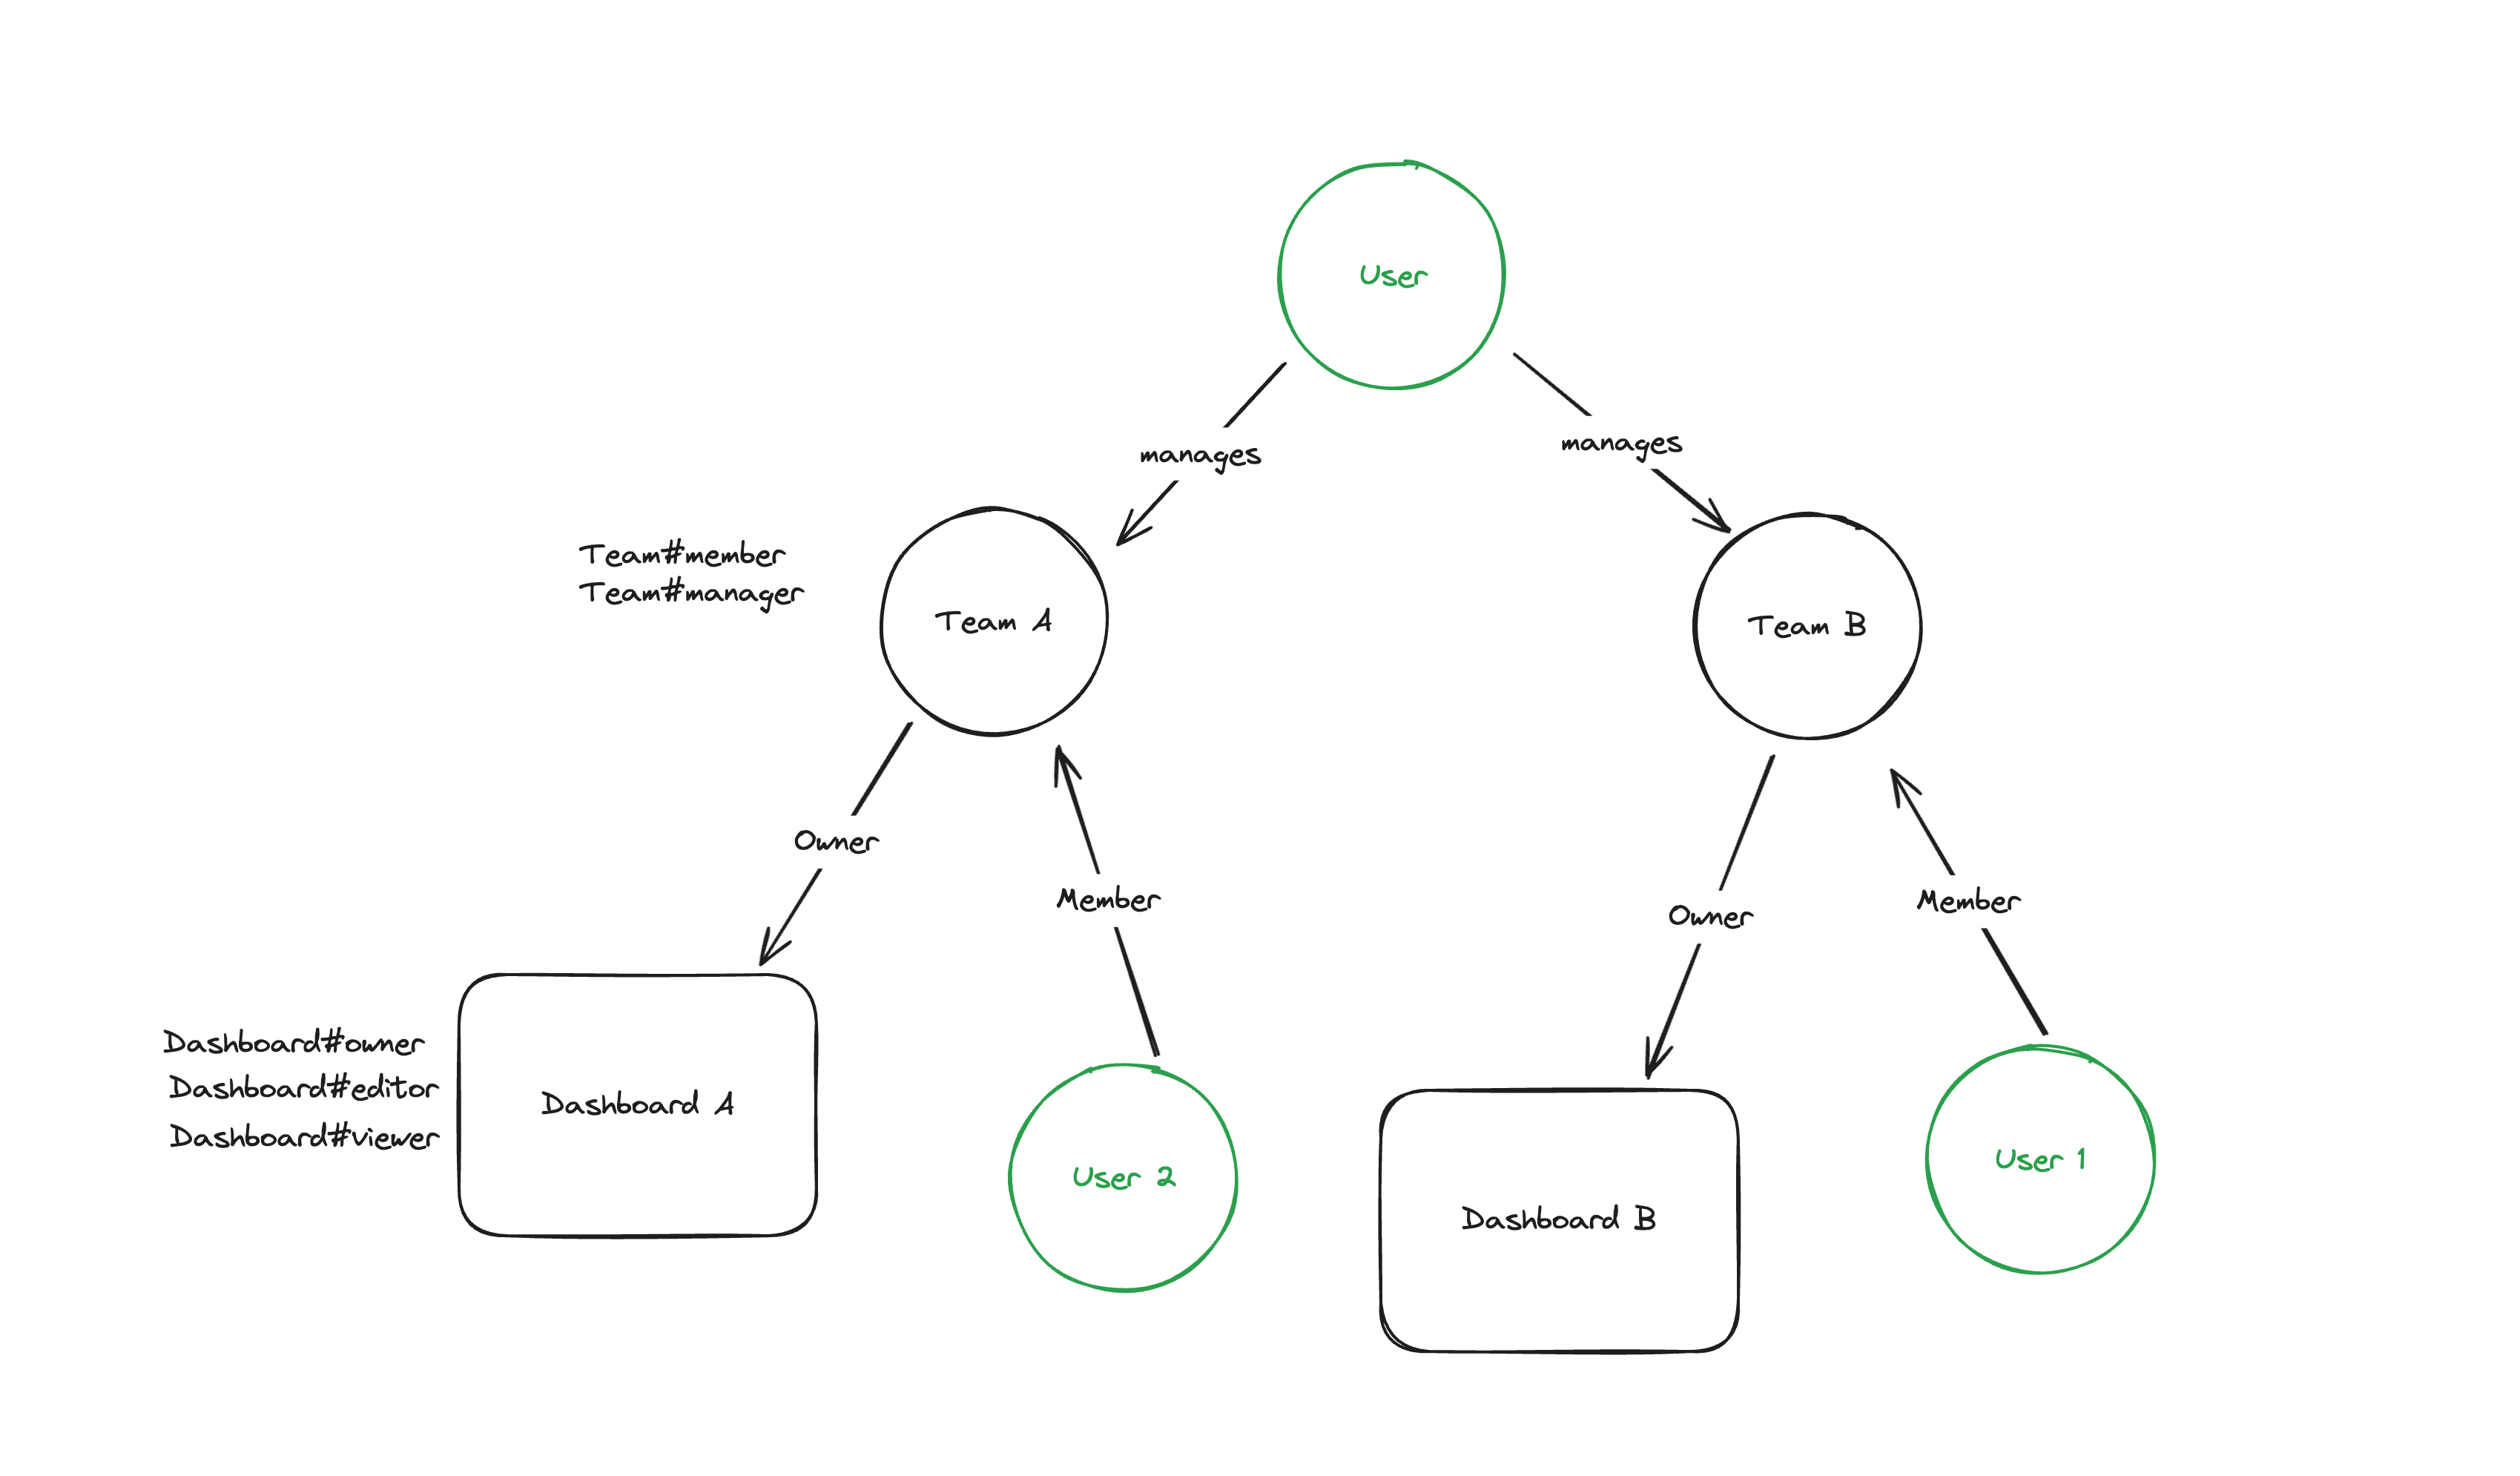 User
manages
manages
Team#member
Team#manager
Team A
Team B
Owner
Member
Owner
Member
Dashboard#owner
Dashboard#editor
Dashboard#viewer
Dashboard A
User 2
Dashboard B
User 1